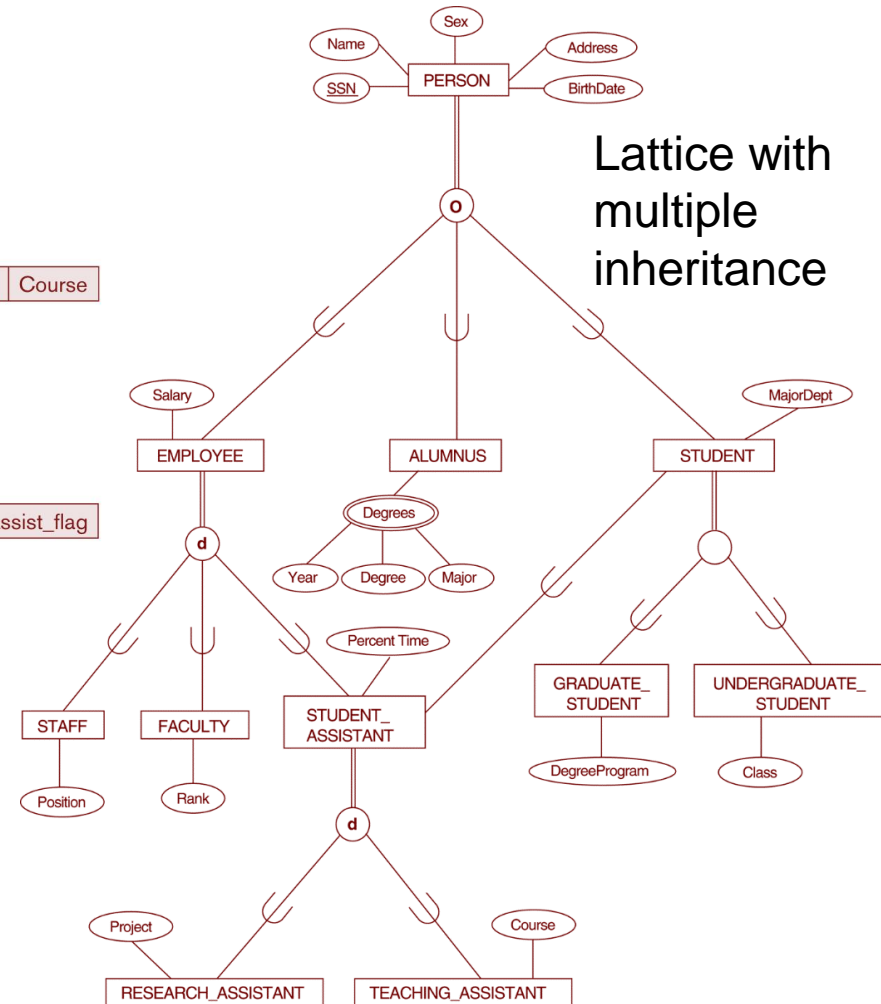 Sex
Name
Address
SSN
PERSON
BirthDate
Lattice with
multiple
inheritance
O
Course
Salary
MajorDept
EMPLOYEE
ALUMNUS
STUDENT
Degrees
ssist_flag
d
Year
Degree
Major
Percent Time
GRADUATE_
STUDENT
UNDERGRADUATE_
STUDENT
STAFF
FACULTY
STUDENT_
ASSISTANT
DegreeProgram
Class
Position
Rank
d
Project
Course
RESEARCH_ASSISTANT
TEACHING_ASSISTANT